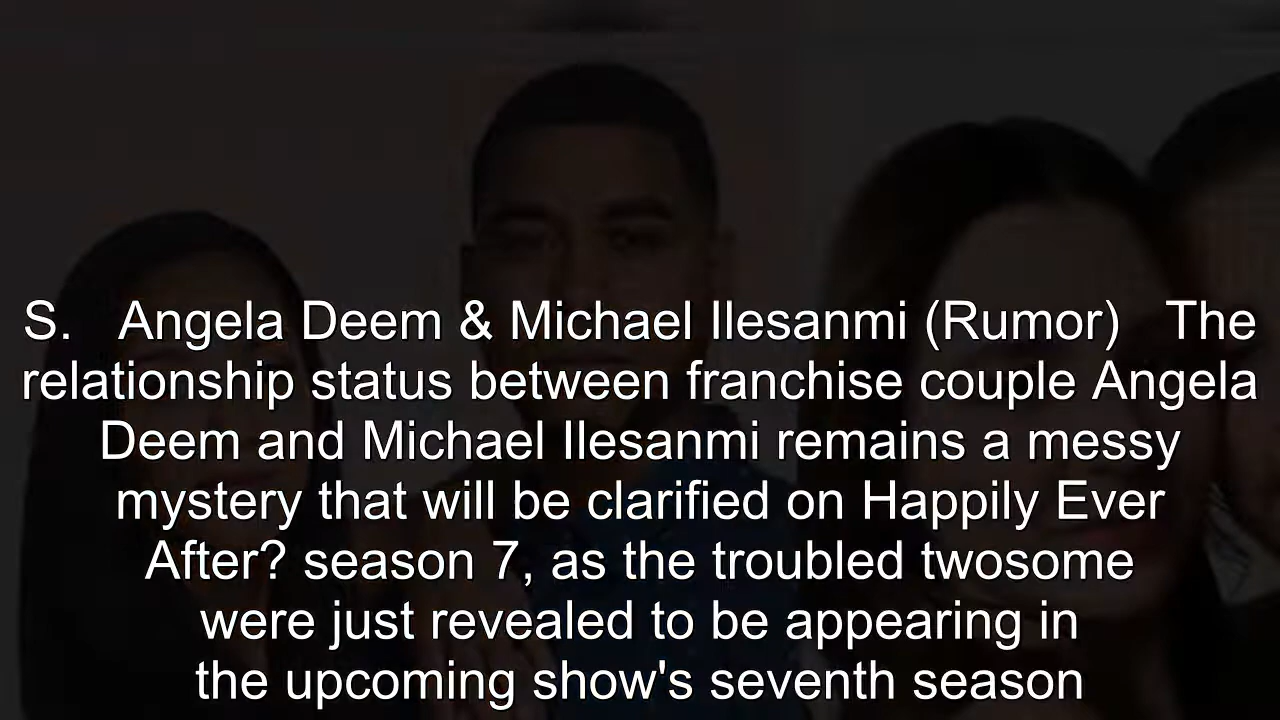 S.   Angela Deem & Michael Ilesanmi (Rumor)   The
relationship status between franchise couple Angela
Deem and Michael Ilesanmi remains a messy
mystery that will be clarified on Happily Ever
After? season 7, as the troubled twosome
were just revealed to be appearing in
the upcoming show's seventh season